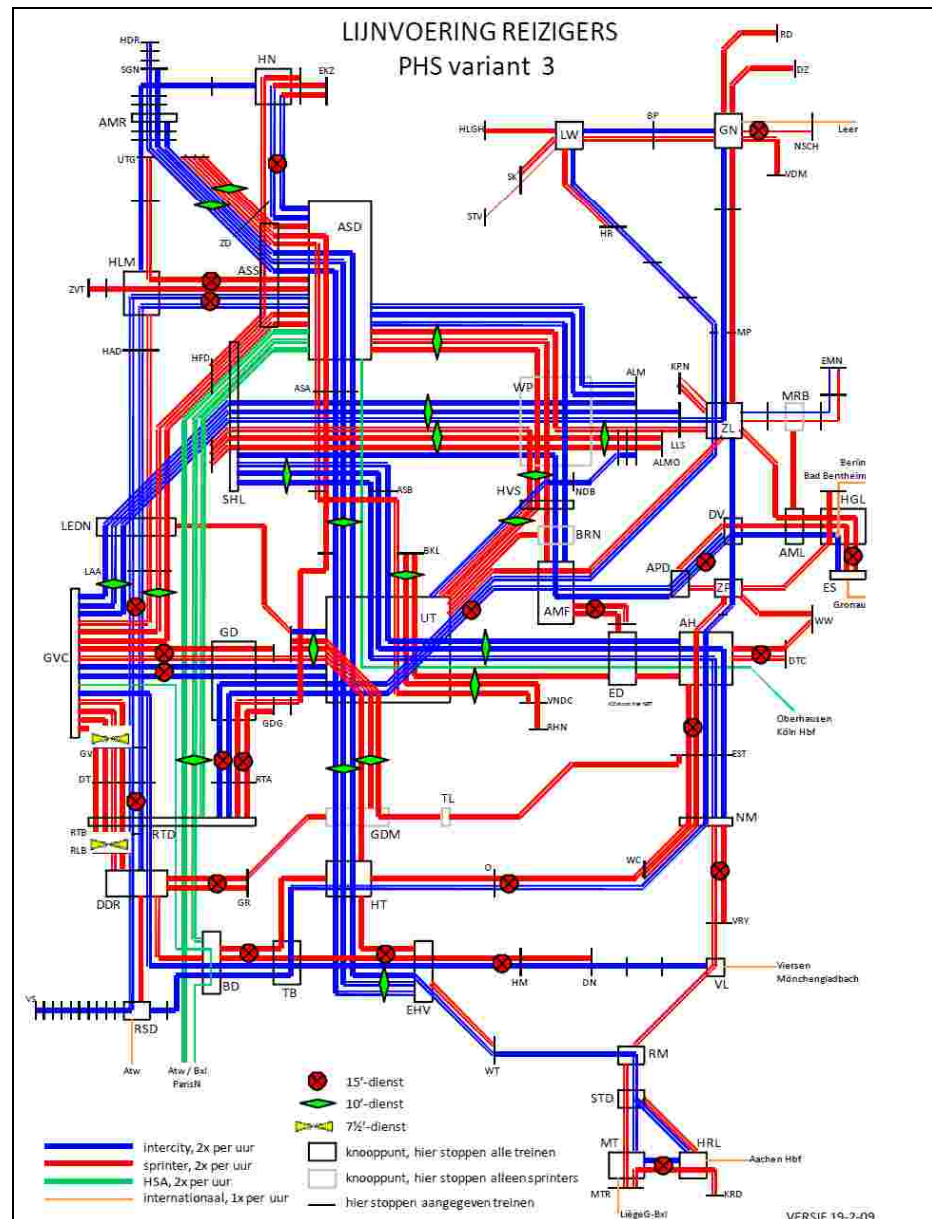 LIJNVOERING REIZIGERS
PHS variant 3
HDR
SGN
AMR
UTG
HN
EKZ
ZD
ASD
ASS
HLM
ZVT
HAD
HFD
ASA
SHL
ASB
LEDN
LAA
GVC
GD
GDG
GV
DT
RTA
RTB
RLB
RTD
DDR
GR
RD
DZ
HLGH
LW
BP
GN
Leer
NSCH
VDM
SK
STV
HR
MP
KPN
EMN
MRB
ZL
WP
ALM
LLS
ALMO
NDB
HVS
BRN
BKL
UT
AMF
APD
DV
ZP
AML
Berlin
Bad Bentheim
HGL
ES
Gronau
AH
ED
WW
DTC
VNDC
RHN
Oberhausen
Köln Hbf
EST
TL
GDM
NM
WC
O
HT
VRY
HM
DN
VL
Viersen
Mönchengladbach
VS
RSD
BD
TB
EHV
WT
RM
STD
MT
HRL
Aachen Hbf
MTR
KRD
LiègeG-Bxl
Atw
Atw / Bxl
ParisN
15'-dienst
10'-dienst
7½'-dienst
knooppunt, hier stoppen alle treinen
knooppunt, hier stoppen alleen sprinters
hier stoppen aangegeven treinen
intercity, 2x per uur
sprinter, 2x per uur
HSA, 2x per uur
internationaal, 1x per uur
VERSIE 19-2-09